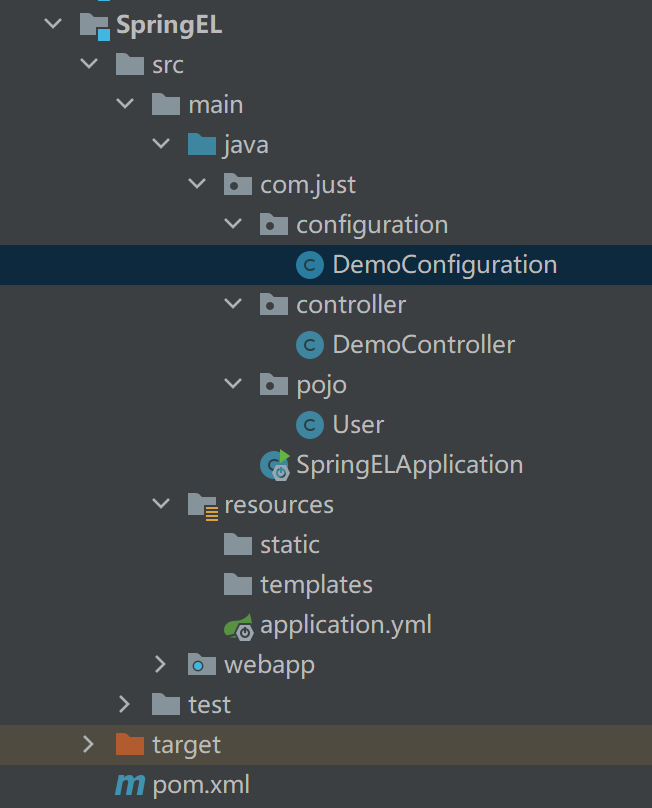 SpringEL
src
main
java
com.just
configuration
DemoConfiguration
controller
DemoController
pojo
User
SpringELApplication
resources
static
templates
application.yml
webapp
test
target
pom.xml